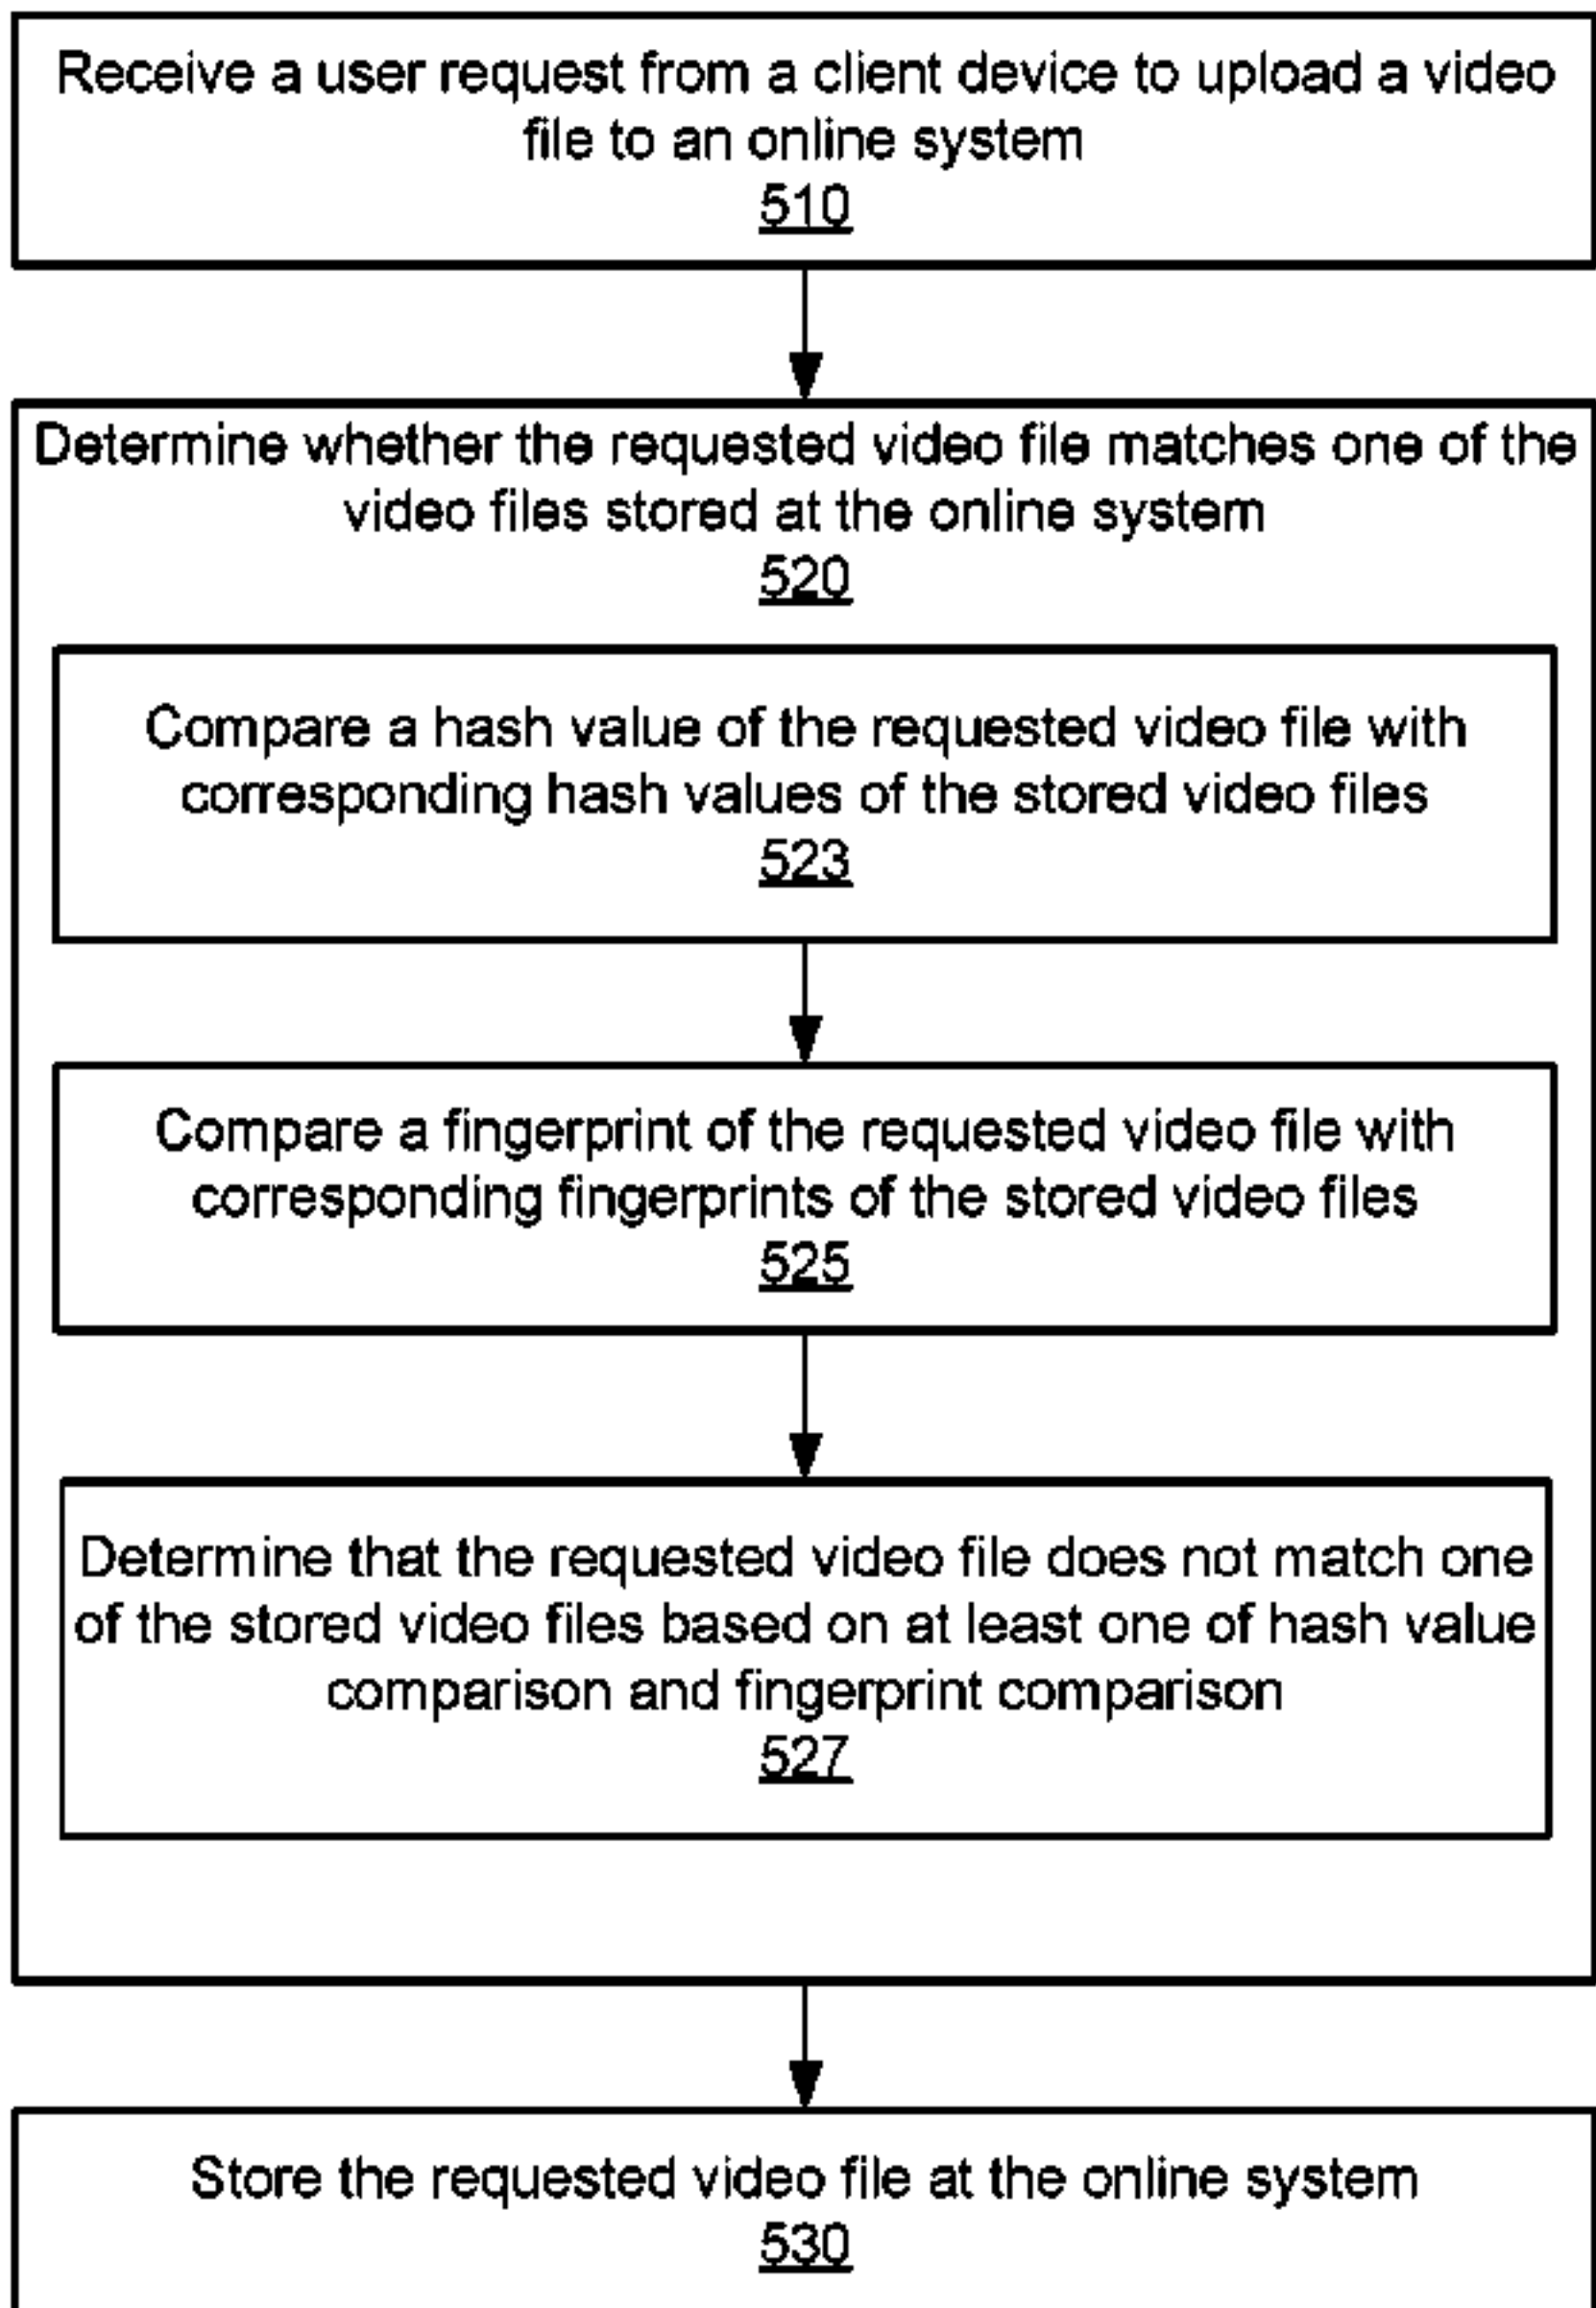 Receive a user request from a client device to upload a video
file to an online system
510
Determine whether the requested video file matches one of the
video files stored at the online system
520
Compare a hash value of the requested video file with
corresponding hash values of the stored video files
523
Compare a fingerprint of the requested video file with
corresponding fingerprints of the stored video files
525
Determine that the requested video file does not match one
of the stored video files based on at least one of hash value
comparison and fingerprint comparison
527
Store the requested video file at the online system
530